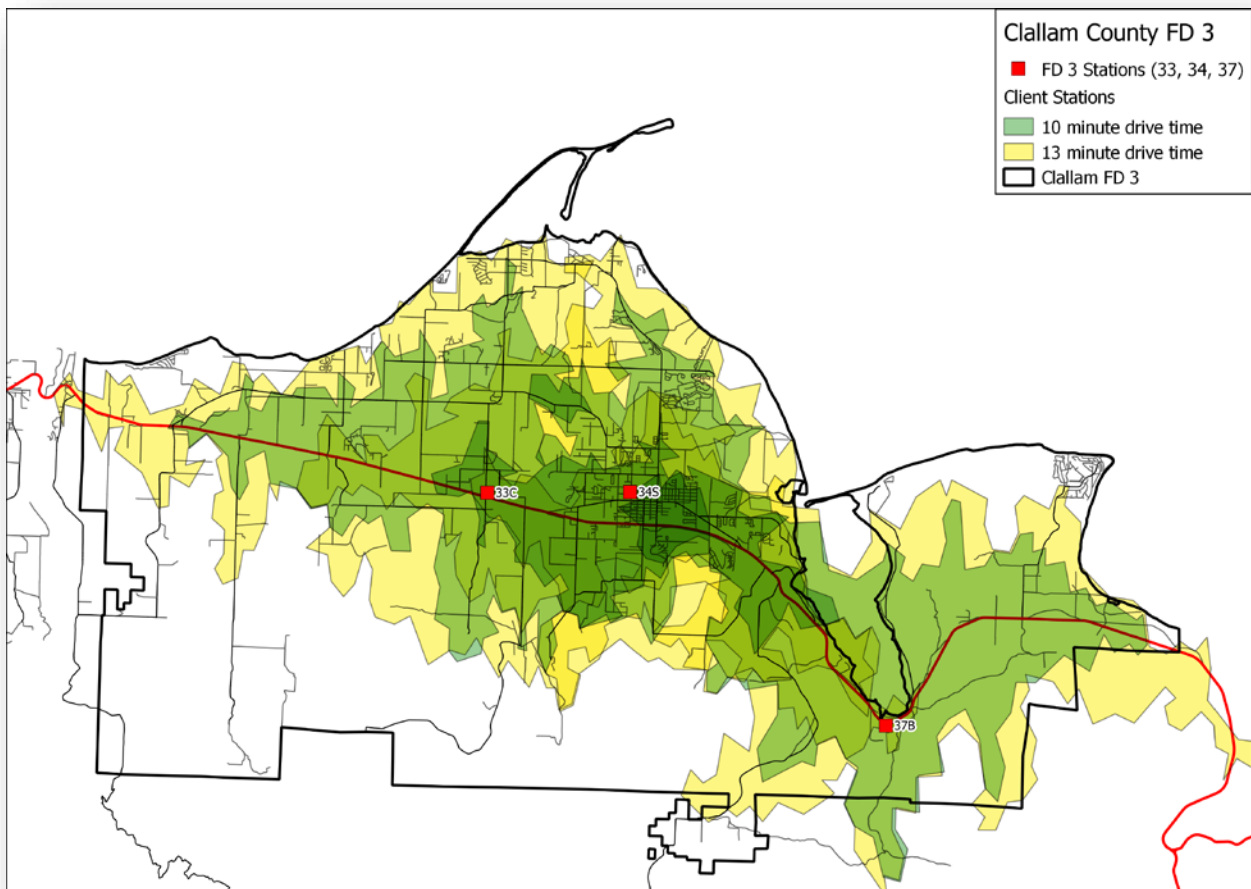 Clallam County FD 3
FD 3 Stations (33, 34, 37)
Client Stations
10 minute drive time
13 minute drive time
Clallam FD 3
33C
34S
37B